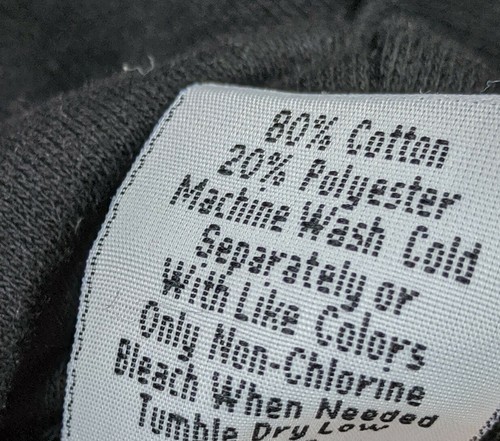 80% Cotton
20% Polyester
Machine Wash Cold
Separately or
With Like Colors
Only Non-Chlorine
Bleach When Needed
Tumble Dry Low